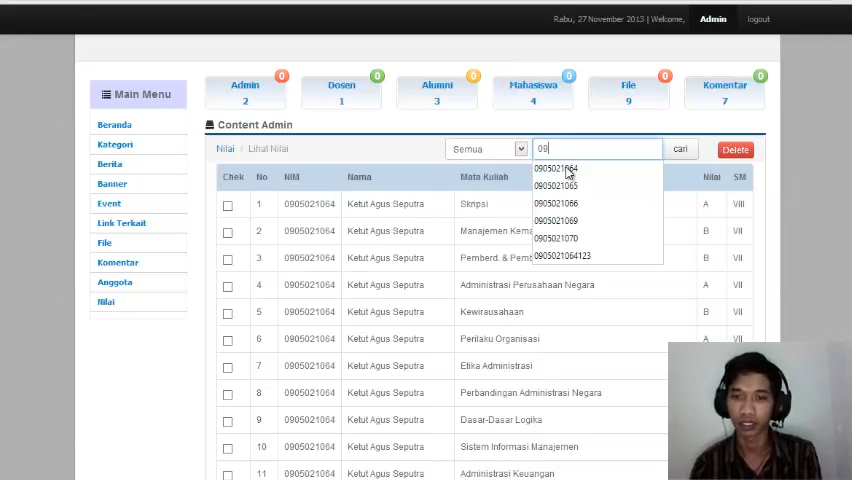 Rabu, 27 November 2013 | Welcome, Admin logout
Main Menu
Beranda
Kategori
Berita
Banner
Event
Link Terkait
File
Komentar
Anggota
Nilai
Admin 0 2
Dosen 0 1
Alumni 0 3
Mahasiswa 0 4
File 0 9
Komentar 0 7
Content Admin
Nilai / Lihat Nilai Semua 09 cari Delete
0905021064
0905021065
0905021066
0905021069
0905021070
0905021064123
Chek No NIM Nama Mata Kuliah Nilai SM
1 0905021064 Ketut Agus Seputra Skripsi A VIII
2 0905021064 Ketut Agus Seputra Manajemen B VII
3 0905021064 Ketut Agus Seputra Pemberd. & B VII
4 0905021064 Ketut Agus Seputra Administrasi Perusahaan Negara A VII
5 0905021064 Ketut Agus Seputra Kewirausahaan B VII
6 0905021064 Ketut Agus Seputra Perilaku Organisasi A VII
7 0905021064 Ketut Agus Seputra Etika Administrasi
8 0905021064 Ketut Agus Seputra Perbandingan Administrasi Negara
9 0905021064 Ketut Agus Seputra Dasar-Dasar Logika
10 0905021064 Ketut Agus Seputra Sistem Informasi Manajemen
11 0905021064 Ketut Agus Seputra Administrasi Keuangan